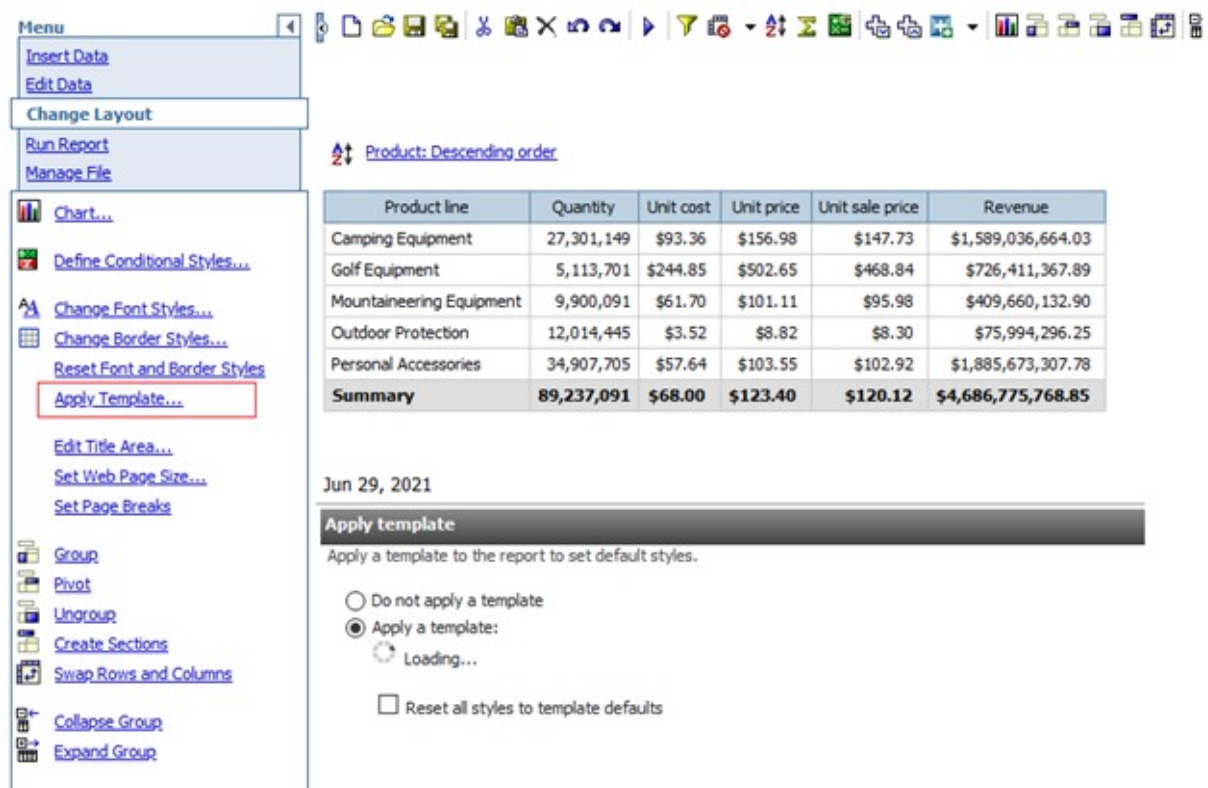 Menu
Insert Data
Edit Data
Change Layout
Run Report
Manage File
Chart...
Define Conditional Styles...
Change Font Styles...
Change Border Styles...
Reset Font and Border Styles
Apply Template...
Edit Title Area...
Set Web Page Size...
Set Page Breaks
Group
Pivot
Ungroup
Create Sections
Swap Rows and Columns
Collapse Group
Expand Group
Product: Descending order
Product line Quantity Unit cost Unit price Unit sale price Revenue
Camping Equipment 27,301,149 $93.36 $156.98 $147.73 $1,589,036,664.03
Golf Equipment 5,113,701 $244.85 $502.65 $468.84 $726,411,367.89
Mountaineering Equipment 9,900,091 $61.70 $101.11 $95.98 $409,660,132.90
Outdoor Protection 12,014,445 $3.52 $8.82 $8.30 $75,994,296.25
Personal Accessories 34,907,705 $57.64 $103.55 $102.92 $1,885,673,307.78
Summary 89,237,091 $68.00 $123.40 $120.12 $4,686,775,768.85
Jun 29, 2021
Apply template
Apply a template to the report to set default styles.
Do not apply a template
Apply a template:
Loading...
Reset all styles to template defaults